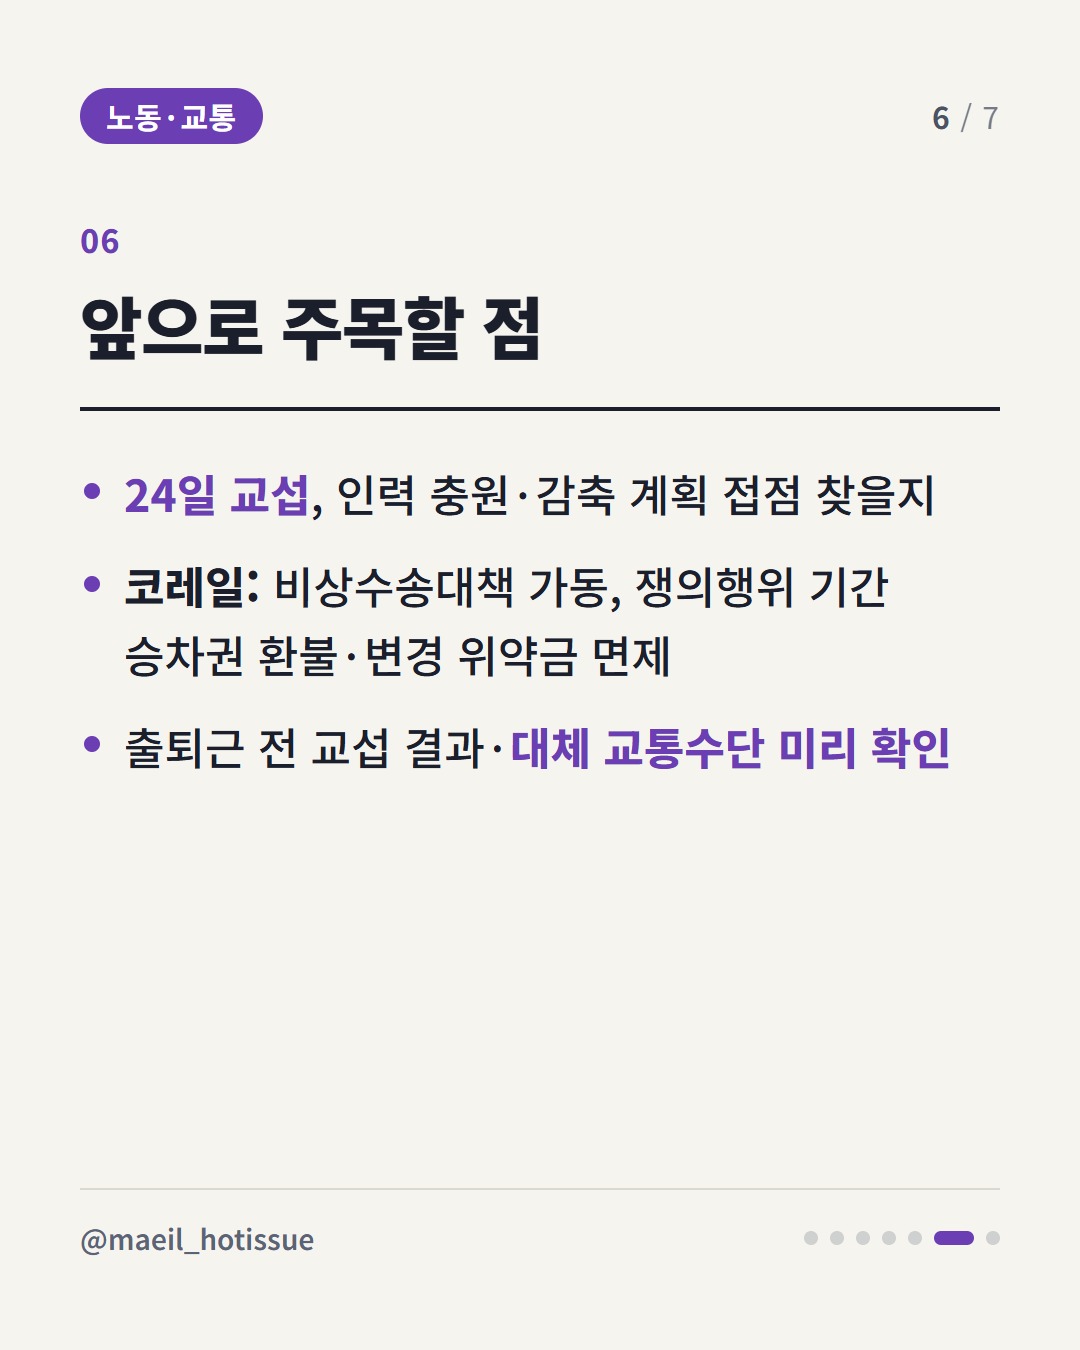 노동·교통
6 / 7
06
앞으로 주목할 점
24일 교섭, 인력 충원·감축 계획 접점 찾을지
코레일: 비상수송대책 가동, 쟁의행위 기간
승차권 환불·변경 위약금 면제
출퇴근 전 교섭 결과·대체 교통수단 미리 확인
@maeil_hotissue